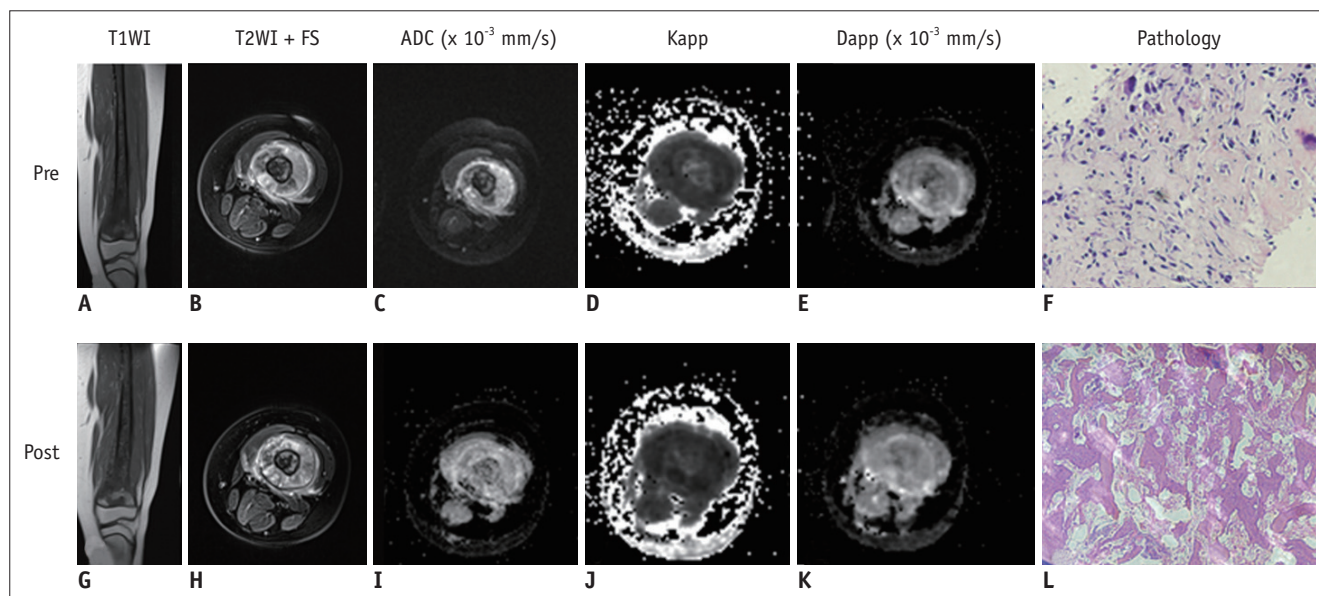 T1WI T2WI + FS ADC (x 10⁻³ mm/s) Kapp Dapp (x 10⁻³ mm/s) Pathology
Pre
A B C D E F
Post
G H I J K L